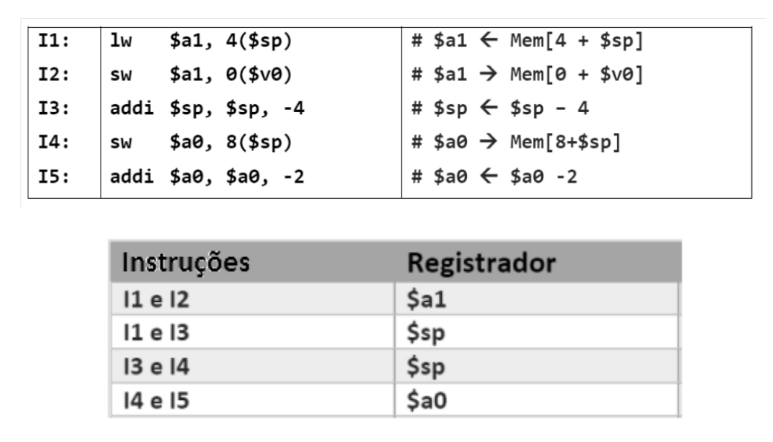 I1: lw $a1, 4($sp) # $a1 ← Mem[4 + $sp]
I2: sw $a1, 0($v0) # $a1 → Mem[0 + $v0]
I3: addi $sp, $sp, -4 # $sp ← $sp – 4
I4: sw $a0, 8($sp) # $a0 → Mem[8+$sp]
I5: addi $a0, $a0, -2 # $a0 ← $a0 -2
Instruções Registrador
I1 e I2 $a1
I1 e I3 $sp
I3 e I4 $sp
I4 e I5 $a0